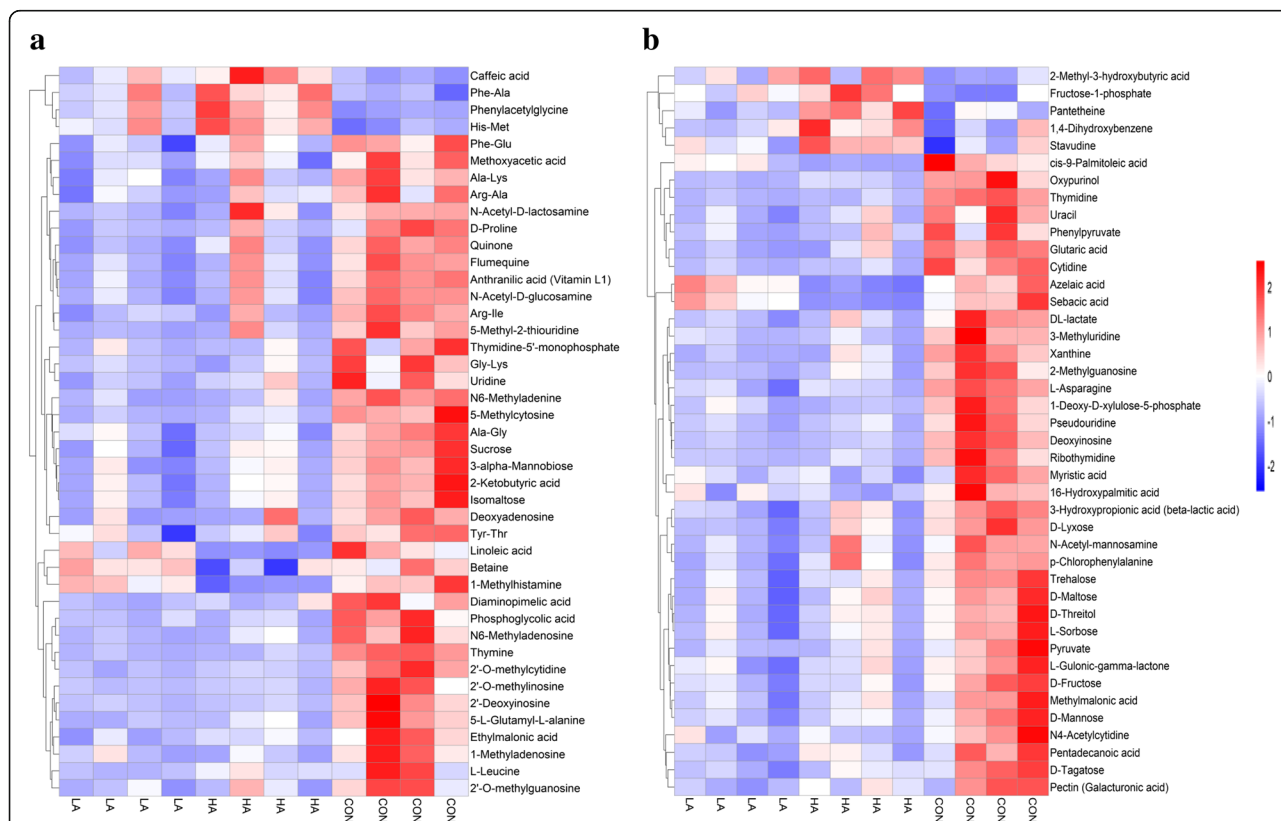 a
Caffeic acid
Phe-Ala
Phenylacetylglycine
His-Met
Phe-Glu
Methoxyacetic acid
Ala-Lys
Arg-Ala
N-Acetyl-D-lactosamine
D-Proline
Quinone
Flumequine
Anthranilic acid (Vitamin L1)
N-Acetyl-D-glucosamine
Arg-Ile
5-Methyl-2-thiouridine
Thymidine-5'-monophosphate
Gly-Lys
Uridine
N6-Methyladenine
5-Methylcytosine
Ala-Gly
Sucrose
3-alpha-Mannobiose
2-Ketobutyric acid
Isomaltose
Deoxyadenosine
Tyr-Thr
Linoleic acid
Betaine
1-Methylhistamine
Diaminopimelic acid
Phosphoglycolic acid
N6-Methyladenosine
Thymine
2'-O-methylcytidine
2'-O-methylinosine
2'-Deoxyinosine
5-L-Glutamyl-L-alanine
Ethylmalonic acid
1-Methyladenosine
L-Leucine
2'-O-methylguanosine
LA LA LA LA HA HA HA HA CON CON CON CON
b
2-Methyl-3-hydroxybutyric acid
Fructose-1-phosphate
Pantetheine
1,4-Dihydroxybenzene
Stavudine
cis-9-Palmitoleic acid
Oxypurinol
Thymidine
Uracil
Phenylpyruvate
Glutaric acid
Cytidine
Azelaic acid
Sebacic acid
DL-lactate
3-Methyluridine
Xanthine
2-Methylguanosine
L-Asparagine
1-Deoxy-D-xylulose-5-phosphate
Pseudouridine
Deoxyinosine
Ribothymidine
Myristic acid
16-Hydroxypalmitic acid
3-Hydroxypropionic acid (beta-lactic acid)
D-Lyxose
N-Acetyl-mannosamine
p-Chlorophenylalanine
Trehalose
D-Maltose
D-Threitol
L-Sorbose
Pyruvate
L-Gulonic-gamma-lactone
D-Fructose
Methylmalonic acid
D-Mannose
N4-Acetylcytidine
Pentadecanoic acid
D-Tagatose
Pectin (Galacturonic acid)
LA LA LA LA HA HA HA HA CON CON CON CON
2
1
0
-1
-2